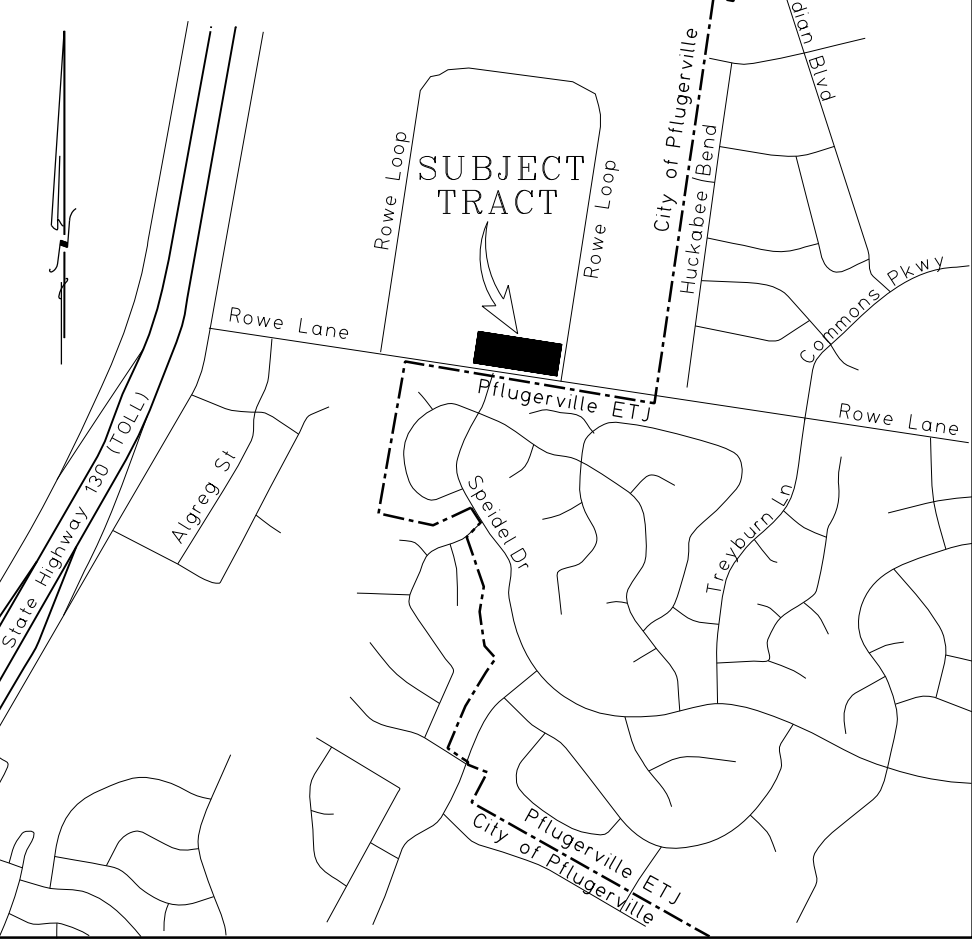 City of Pflugerville
dian Blvd
Huckabee Bend
Rowe Loop
SUBJECT
TRACT
Rowe Loop
Commons Pkwy
Rowe Lane
Pflugerville ETJ
Rowe Lane
State Highway 130 (TOLL)
Algreg St
Speidel Dr
Treyburn Ln
Pflugerville ETJ
City of Pflugerville